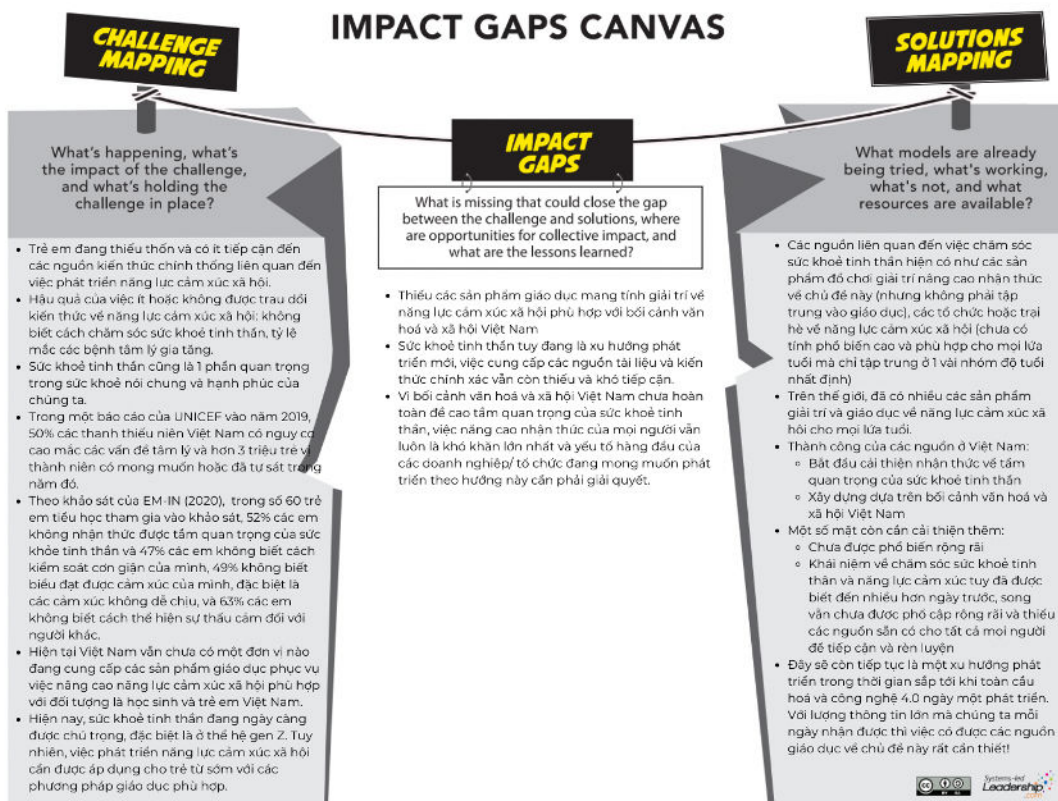 IMPACT GAPS CANVAS
CHALLENGE
MAPPING
What's happening, what's
the impact of the challenge,
and what's holding the
challenge in place?
• Trẻ em đang thiếu thốn và có ít tiếp cận đến
các nguồn kiến thức chính thống liên quan đến
việc phát triển năng lực cảm xúc xã hội.
• Hậu quả của việc ít hoặc không được trau dồi
kiến thức về năng lực cảm xúc xã hội: không
biết cách chăm sóc sức khoẻ tinh thần, tỷ lệ
mắc các bệnh tâm lý gia tăng.
• Sức khoẻ tinh thần cũng là 1 phần quan trọng
trong sức khoẻ nói chung và hạnh phúc của
chúng ta.
• Trong một báo cáo của UNICEF vào năm 2019,
50% các thanh thiếu niên Việt Nam có nguy cơ
cao mắc các vấn đề tâm lý và hơn 3 triệu trẻ vị
thành niên có mong muốn hoặc đã tự sát trong
năm đó.
• Theo khảo sát của EM-IN (2020), trong số 60 trẻ
em tiểu học tham gia vào khảo sát, 52% các em
không nhận thức được tầm quan trọng của sức
khỏe tinh thần và 47% các em không biết cách
kiểm soát cơn giận của mình, 49% không biết
biểu đạt được cảm xúc của mình, đặc biệt là
các cảm xúc không dễ chịu, và 63% các em
không biết cách thể hiện sự thấu cảm đối với
người khác.
• Hiện tại Việt Nam vẫn chưa có một đơn vị nào
đang cung cấp các sản phẩm giáo dục phục vụ
việc nâng cao năng lực cảm xúc xã hội phù hợp
với đối tượng là học sinh và trẻ em Việt Nam.
• Hiện nay, sức khoẻ tinh thần đang ngày càng
được chú trọng, đặc biệt là ở thế hệ gen Z. Tuy
nhiên, việc phát triển năng lực cảm xúc xã hội
cần được áp dụng cho trẻ từ sớm với các
phương pháp giáo dục phù hợp.
IMPACT
GAPS
What is missing that could close the gap
between the challenge and solutions, where
are opportunities for collective impact, and
what are the lessons learned?
• Thiếu các sản phẩm giáo dục mang tính giải trí về
năng lực cảm xúc xã hội phù hợp với bối cảnh văn
hoá và xã hội Việt Nam
• Sức khoẻ tinh thần tuy đang là xu hướng phát
triển mới, việc cung cấp các nguồn tài liệu và kiến
thức chính xác vẫn còn thiếu và khó tiếp cận.
• Vì bối cảnh văn hoá và xã hội Việt Nam chưa hoàn
toàn đề cao tầm quan trọng của sức khoẻ tinh
thần, việc nâng cao nhận thức của mọi người vẫn
luôn là khó khăn lớn nhất và yếu tố hàng đầu của
các doanh nghiệp/ tổ chức đang mong muốn phát
triển theo hướng này cần phải giải quyết.
SOLUTIONS
MAPPING
What models are already
being tried, what's working,
what's not, and what
resources are available?
• Các nguồn liên quan đến việc chăm sóc
sức khoẻ tinh thần hiện có như các sản
phẩm đồ chơi giải trí nâng cao nhận thức
về chủ đề này (nhưng không phải tập
trung vào giáo dục), các tổ chức hoặc trại
hè về năng lực cảm xúc xã hội (chưa có
tính phổ biến cao và phù hợp cho mọi lứa
tuổi mà chỉ tập trung ở 1 vài nhóm độ tuổi
nhất định)
• Trên thế giới, đã có nhiều các sản phẩm
giải trí và giáo dục về năng lực cảm xúc xã
hội cho mọi lứa tuổi.
• Thành công của các nguồn ở Việt Nam:
◦ Bắt đầu cải thiện nhận thức về tầm
quan trọng của sức khoẻ tinh thần
◦ Xây dựng dựa trên bối cảnh văn hoá và
xã hội Việt Nam
• Một số mặt còn cần cải thiện thêm:
◦ Chưa được phổ biến rộng rãi
◦ Khái niệm về chăm sóc sức khoẻ tinh
thần và năng lực cảm xúc tuy đã được
biết đến nhiều hơn ngày trước, song
vẫn chưa được phổ cập rộng rãi và thiếu
các nguồn sẵn có cho tất cả mọi người
để tiếp cận và rèn luyện
• Đây sẽ còn tiếp tục là một xu hướng phát
triển trong thời gian sắp tới khi toàn cầu
hoá và công nghệ 4.0 ngày một phát triển.
Với lượng thông tin lớn mà chúng ta mỗi
ngày nhận được thì việc có được các nguồn
giáo dục về chủ đề này rất cần thiết!
Systems-led
Leadership
.com